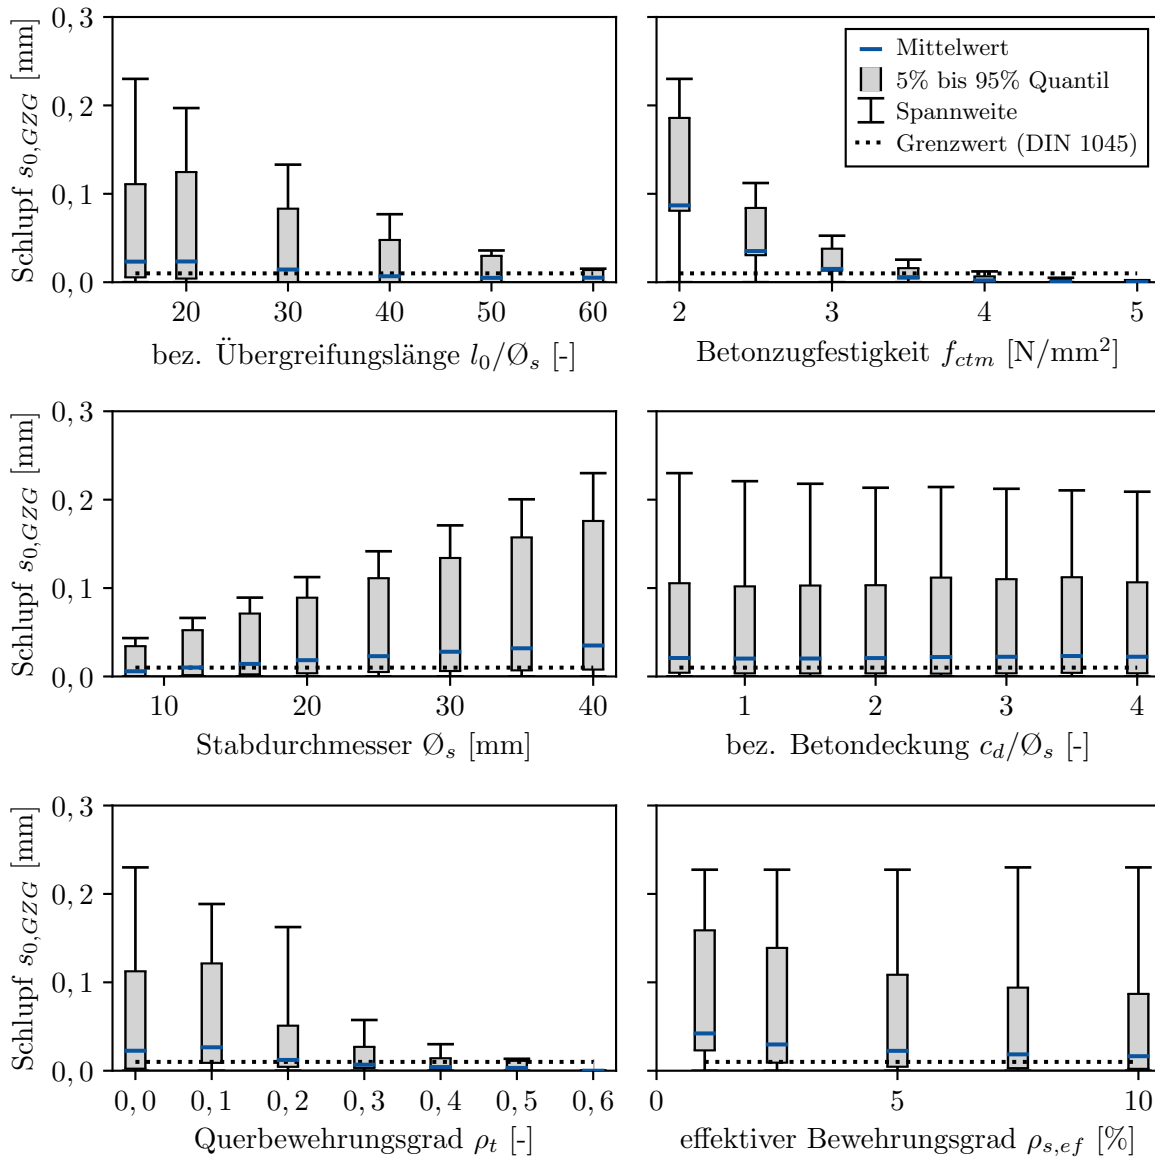 Schlupf s₀,GZG [mm]
0,3
0,2
0,1
0,0
20 30 40 50 60
bez. Übergreifungslänge l₀/Øₛ [-]
Mittelwert
5% bis 95% Quantil
Spannweite
Grenzwert (DIN 1045)
2 3 4 5
Betonzugfestigkeit f_ctm [N/mm²]
Schlupf s₀,GZG [mm]
0,3
0,2
0,1
0,0
10 20 30 40
Stabdurchmesser Øₛ [mm]
1 2 3 4
bez. Betondeckung c_d/Øₛ [-]
Schlupf s₀,GZG [mm]
0,3
0,2
0,1
0,0
0,0 0,1 0,2 0,3 0,4 0,5 0,6
Querbewehrungsgrad ρₜ [-]
0 5 10
effektiver Bewehrungsgrad ρ_s,ef [%]